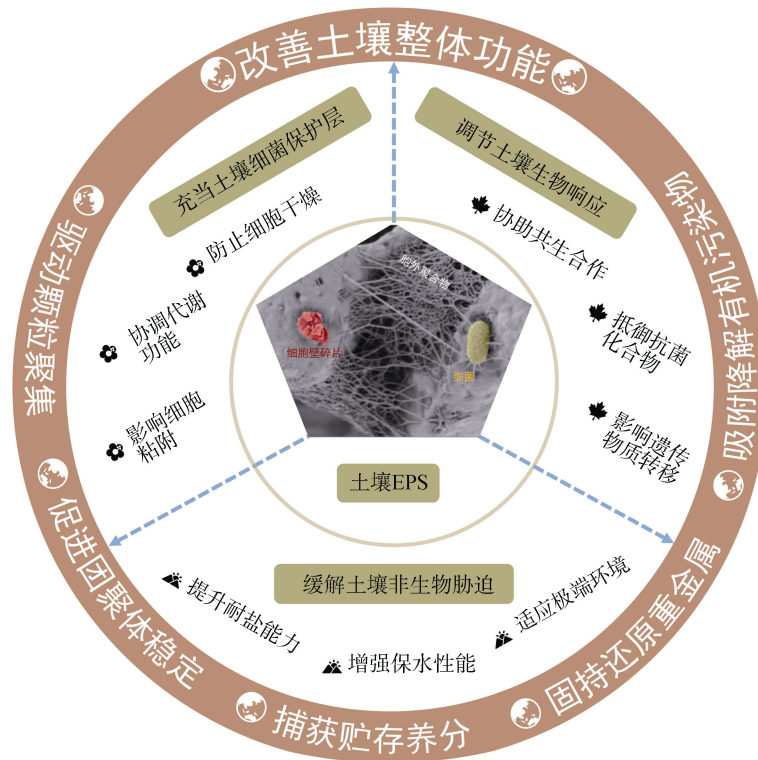 改善土壤整体功能
充当土壤细菌保护层
防止细胞干燥
协调代谢
功能
影响细胞
粘附
调节土壤生物响应
协助共生合作
抵御抗菌
化合物
影响遗传
物质转移
胞外聚合物
细胞壁碎片
细菌
土壤EPS
缓解土壤非生物胁迫
提升耐盐能力
增强保水性能
适应极端环境
吸附降解有机污染物
固持还原重金属
捕获贮存养分
促进团聚体稳定
驱动颗粒聚集